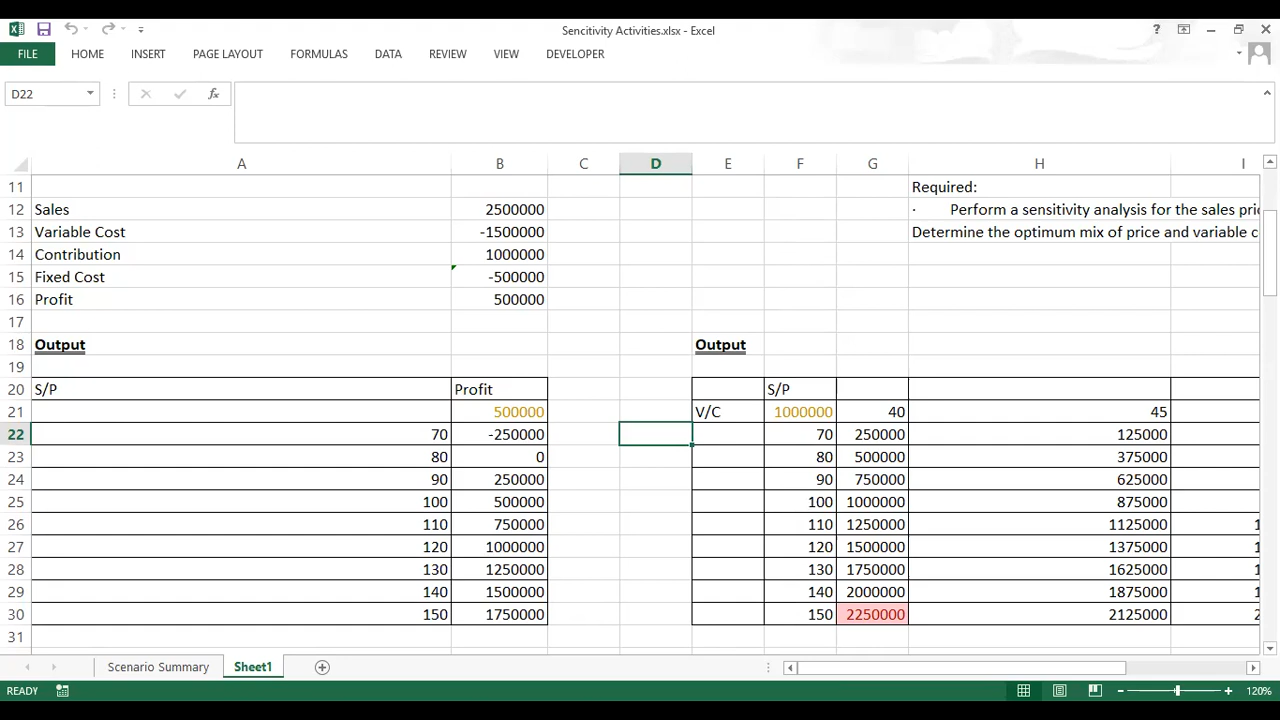 Sencitivity Activities.xlsx - Excel
FILE HOME INSERT PAGE LAYOUT FORMULAS DATA REVIEW VIEW DEVELOPER
D22 fx
A B C D E F G H I
11 Required:
12 Sales 2500000 · Perform a sensitivity analysis for the sales
13 Variable Cost -1500000 Determine the optimum mix of price and variable
14 Contribution 1000000
15 Fixed Cost -500000
16 Profit 500000
17
18 Output Output
19
20 S/P Profit S/P
21 500000 V/C 1000000 40 45
22 70 -250000 70 250000 125000
23 80 0 80 500000 375000
24 90 250000 90 750000 625000
25 100 500000 100 1000000 875000
26 110 750000 110 1250000 1125000 1
27 120 1000000 120 1500000 1375000 1
28 130 1250000 130 1750000 1625000 1
29 140 1500000 140 2000000 1875000 1
30 150 1750000 150 2250000 2125000 2
31
Scenario Summary Sheet1
READY 120%